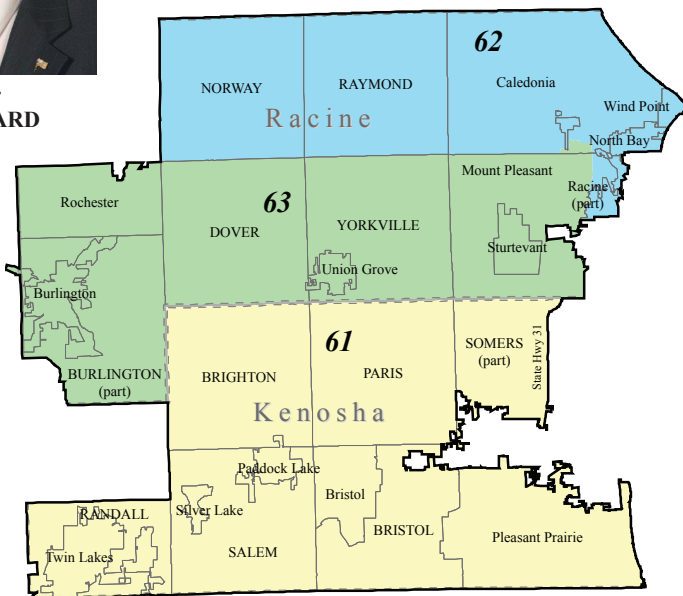 ARD
62
NORWAY
RAYMOND
Caledonia
Racine
Wind Point
North Bay
Mount Pleasant
Rochester
63
Racine
(part)
DOVER
YORKVILLE
Sturtevant
Union Grove
Burlington
61
SOMERS
(part)
State Hwy 31
BURLINGTON
(part)
BRIGHTON
PARIS
Kenosha
Paddock Lake
Bristol
RANDALL
Silver Lake
BRISTOL
Pleasant Prairie
Twin Lakes
SALEM